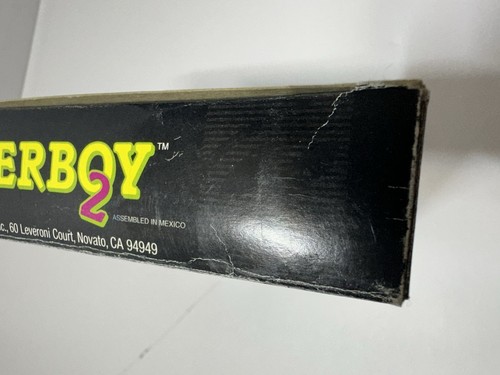 ERBOY™
2
ASSEMBLED IN MEXICO
c., 60 Leveroni Court, Novato, CA 94949